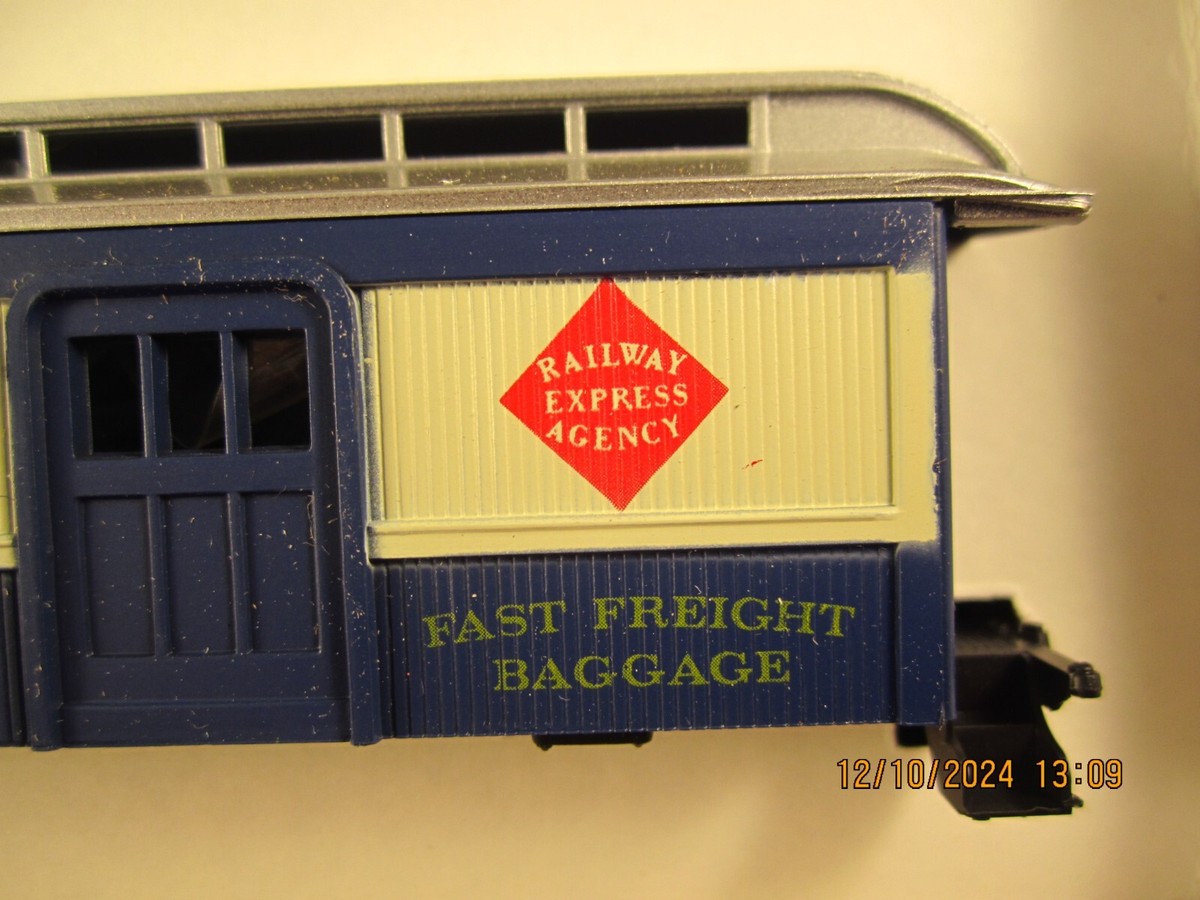 RAILWAY
EXPRESS
AGENCY
FAST FREIGHT
BAGGAGE
12/10/2024 13:09